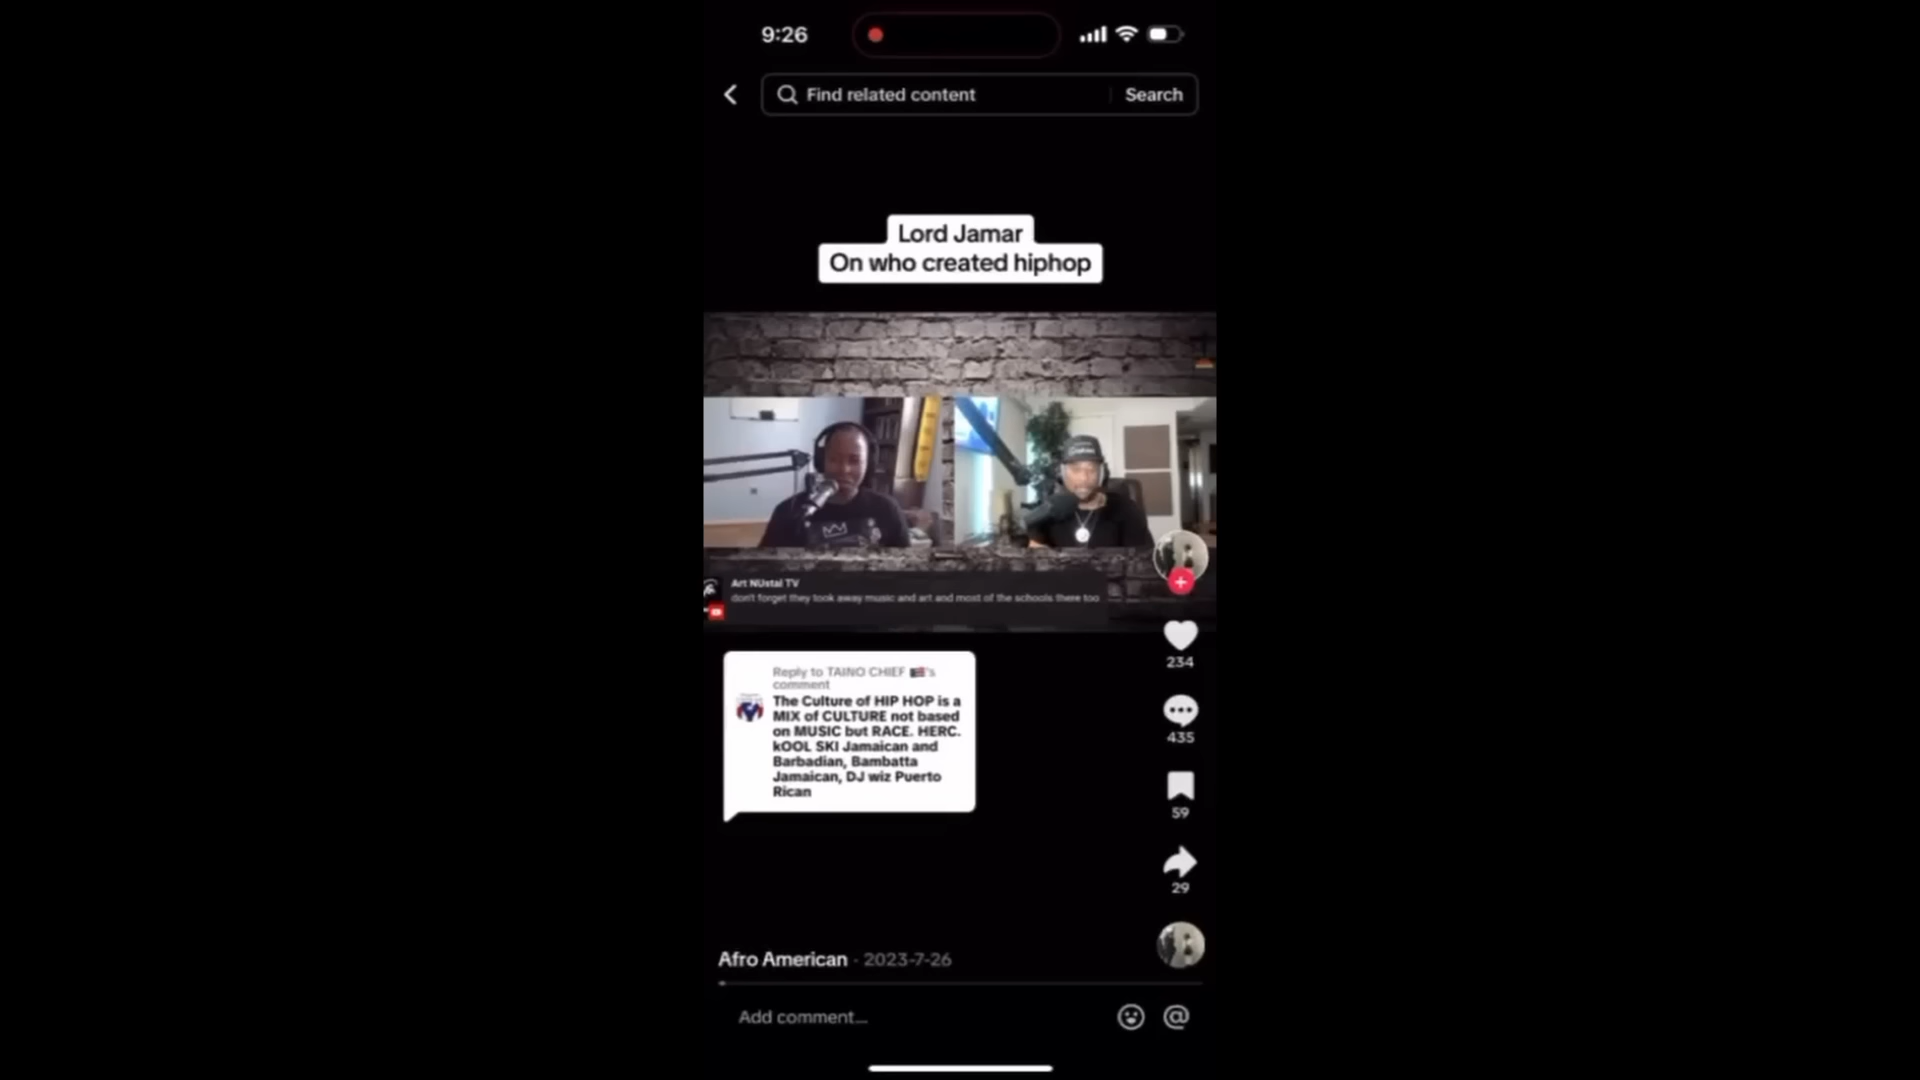 9:26
Find related content
Search
Lord Jamar
On who created hiphop
Art NUstal TV
don't forget they took away music and art and most of the schools there too
234
Reply to TAINO CHIEF 's
comment
The Culture of HIP HOP is a
MIX of CULTURE not based
on MUSIC but RACE. HERC.
kOOL SKI Jamaican and
Barbadian, Bambatta
Jamaican, DJ wiz Puerto
Rican
435
59
29
Afro American · 2023-7-26
Add comment...